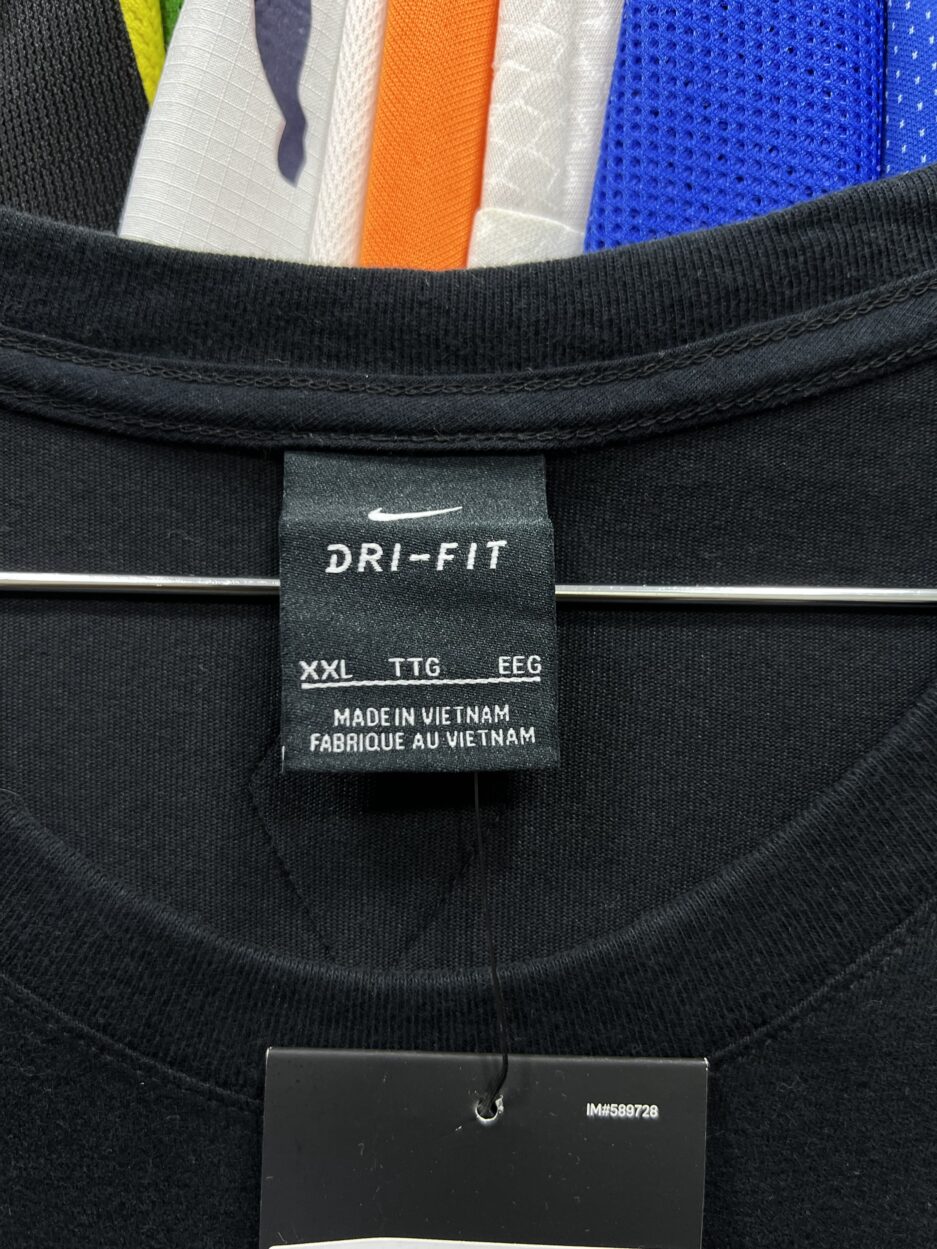 DRI-FIT
XXL TTG EEG
MADE IN VIETNAM
FABRIQUE AU VIETNAM
IM#589728